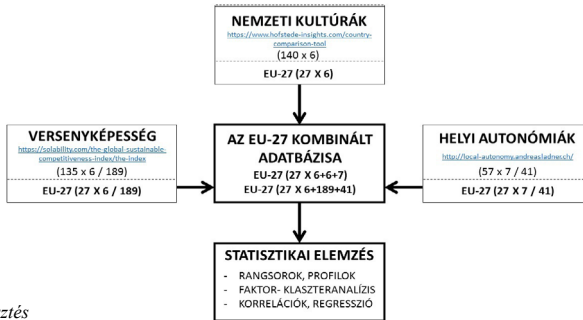 NEMZETI KULTÚRÁK
https://www.hofstede-insights.com/country-
comparison-tool
(140 x 6)
EU-27 (27 X 6)
VERSENYKÉPESSÉG
https://solability.com/the-global-sustainable-
competitiveness-index/the-index
(135 x 6 / 189)
EU-27 (27 X 6 / 189)
AZ EU-27 KOMBINÁLT
ADATBÁZISA
EU-27 (27 X 6+6+7)
EU-27 (27 X 6+189+41)
HELYI AUTONÓMIÁK
http://local-autonomy.andreasladner.ch/
(57 x 7 / 41)
EU-27 (27 X 7 / 41)
STATISZTIKAI ELEMZÉS
- RANGSOROK, PROFILOK
- FAKTOR- KLASZTERANALÍZIS
- KORRELÁCIÓK, REGRESSZIÓ
ztés